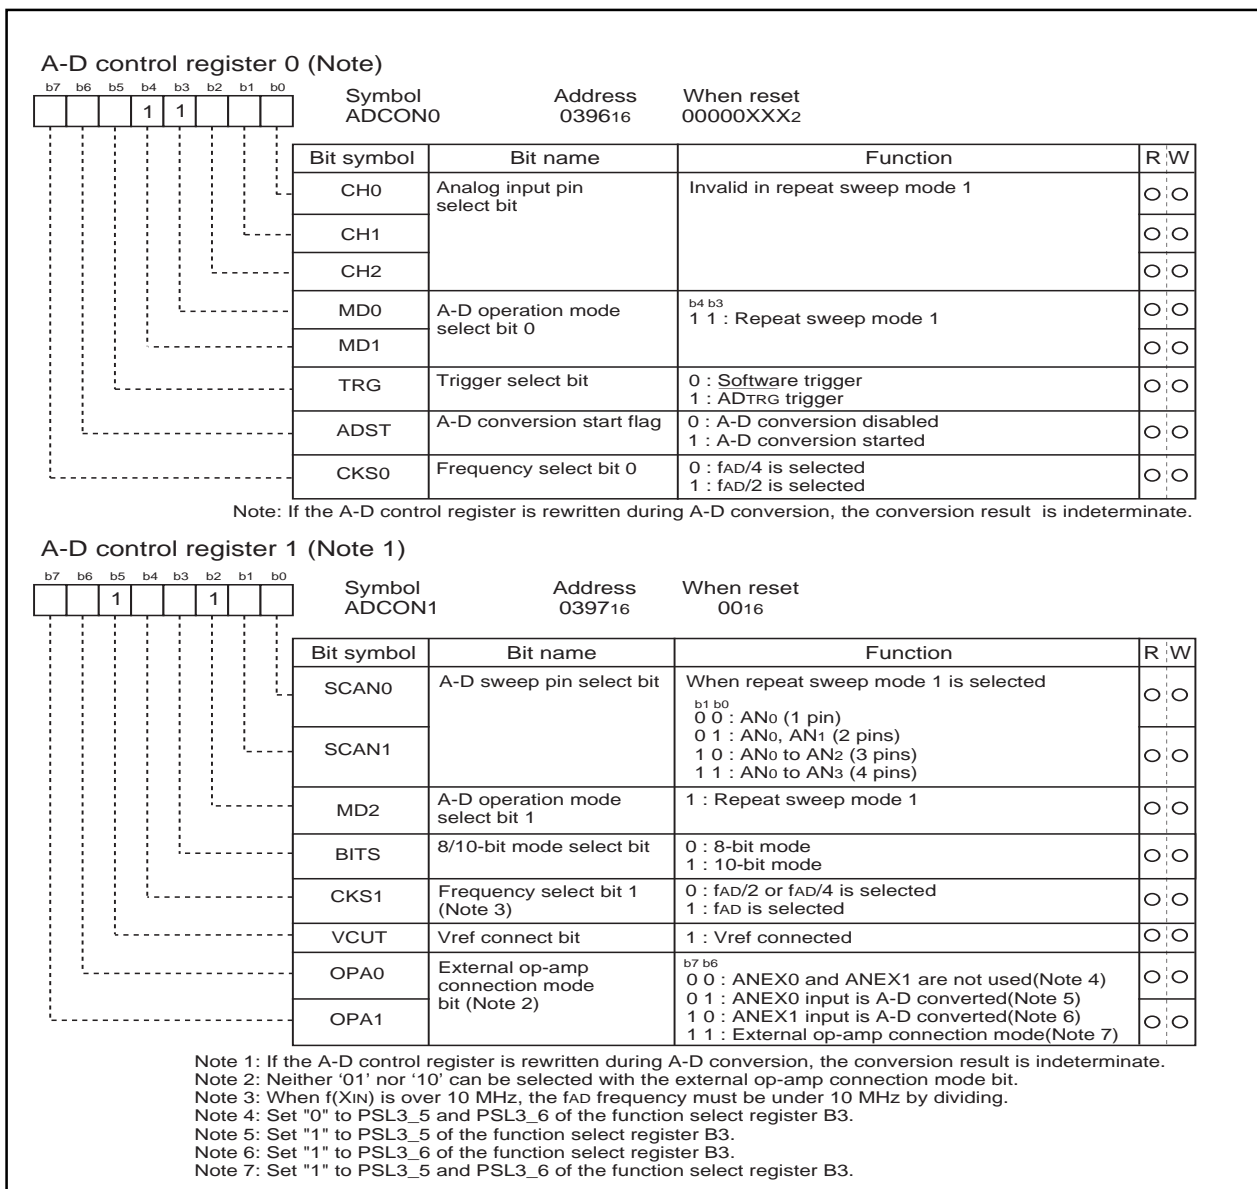 A-D control register 0 (Note)
b7 b6 b5 b4 b3 b2 b1 b0
1 1
Symbol Address When reset
ADCON0 039616 00000XXX2
Bit symbol Bit name Function R W
CH0 Analog input pin select bit Invalid in repeat sweep mode 1 O O
CH1 O O
CH2 O O
MD0 A-D operation mode select bit 0 b4 b3 O O
1 1 : Repeat sweep mode 1
MD1 O O
TRG Trigger select bit 0 : Software trigger O O
1 : ADTRG trigger
ADST A-D conversion start flag 0 : A-D conversion disabled O O
1 : A-D conversion started
CKS0 Frequency select bit 0 0 : fAD/4 is selected O O
1 : fAD/2 is selected
Note: If the A-D control register is rewritten during A-D conversion, the conversion result is indeterminate.
A-D control register 1 (Note 1)
b7 b6 b5 b4 b3 b2 b1 b0
1 1
Symbol Address When reset
ADCON1 039716 0016
Bit symbol Bit name Function R W
SCAN0 A-D sweep pin select bit When repeat sweep mode 1 is selected O O
b1 b0
0 0 : AN0 (1 pin)
0 1 : AN0, AN1 (2 pins)
SCAN1 1 0 : AN0 to AN2 (3 pins) O O
1 1 : AN0 to AN3 (4 pins)
MD2 A-D operation mode select bit 1 1 : Repeat sweep mode 1 O O
BITS 8/10-bit mode select bit 0 : 8-bit mode O O
1 : 10-bit mode
CKS1 Frequency select bit 1 (Note 3) 0 : fAD/2 or fAD/4 is selected O O
1 : fAD is selected
VCUT Vref connect bit 1 : Vref connected O O
OPA0 External op-amp connection mode bit (Note 2) b7 b6 O O
0 0 : ANEX0 and ANEX1 are not used(Note 4)
0 1 : ANEX0 input is A-D converted(Note 5)
OPA1 1 0 : ANEX1 input is A-D converted(Note 6) O O
1 1 : External op-amp connection mode(Note 7)
Note 1: If the A-D control register is rewritten during A-D conversion, the conversion result is indeterminate.
Note 2: Neither ‘01’ nor ‘10’ can be selected with the external op-amp connection mode bit.
Note 3: When f(XIN) is over 10 MHz, the fAD frequency must be under 10 MHz by dividing.
Note 4: Set "0" to PSL3_5 and PSL3_6 of the function select register B3.
Note 5: Set "1" to PSL3_5 of the function select register B3.
Note 6: Set "1" to PSL3_6 of the function select register B3.
Note 7: Set "1" to PSL3_5 and PSL3_6 of the function select register B3.